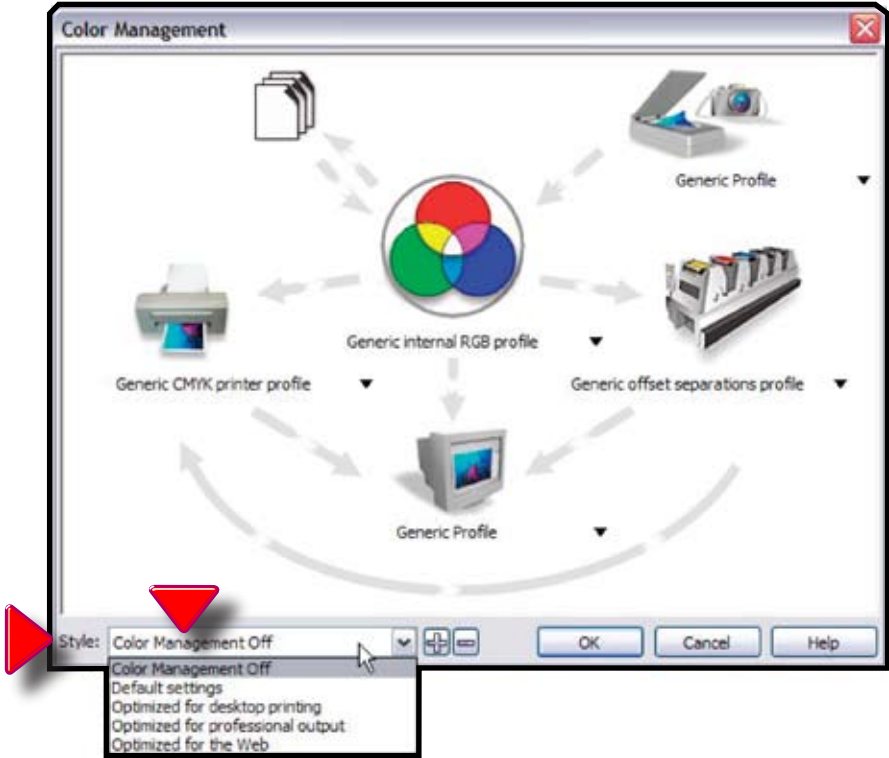 Color Management
Generic Profile
Generic internal RGB profile
Generic CMYK printer profile
Generic offset separations profile
Generic Profile
Style: Color Management Off
OK Cancel Help
Color Management Off
Default settings
Optimized for desktop printing
Optimized for professional output
Optimized for the Web